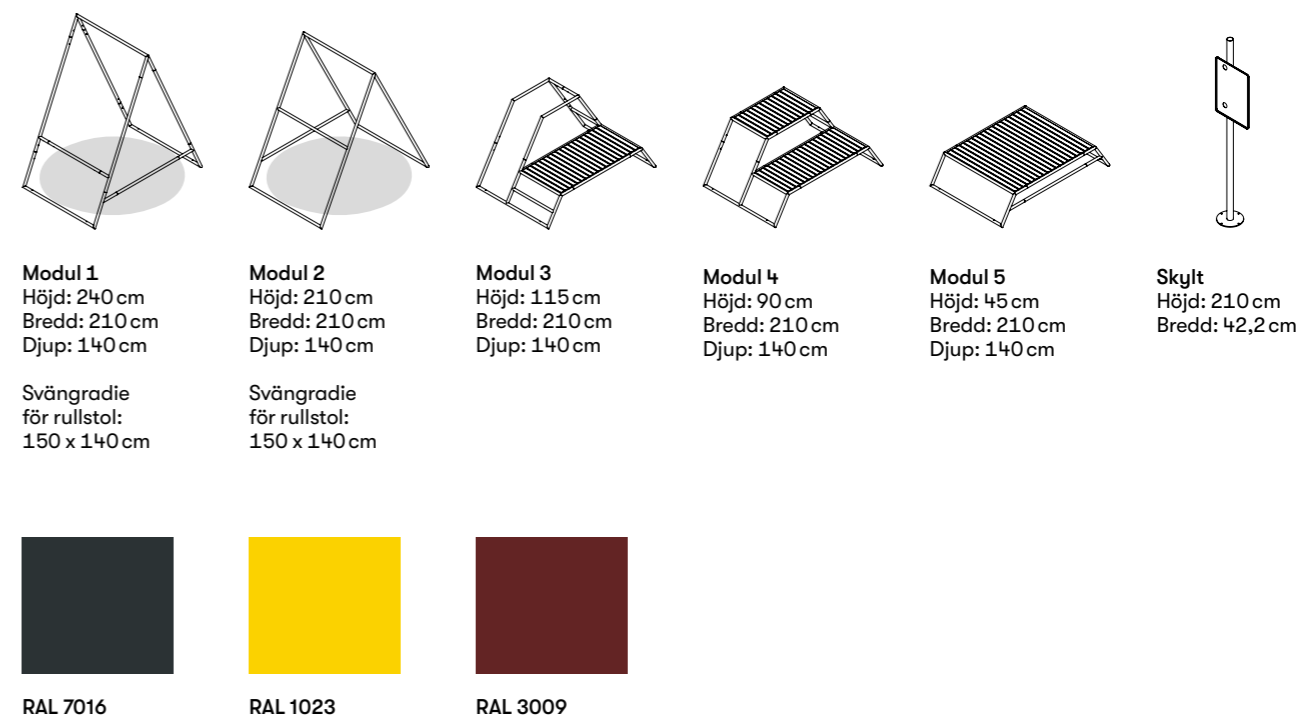 Modul 1
Höjd: 240 cm
Bredd: 210 cm
Djup: 140 cm
Svängradie
för rullstol:
150 x 140 cm
Modul 2
Höjd: 210 cm
Bredd: 210 cm
Djup: 140 cm
Svängradie
för rullstol:
150 x 140 cm
Modul 3
Höjd: 115 cm
Bredd: 210 cm
Djup: 140 cm
Modul 4
Höjd: 90 cm
Bredd: 210 cm
Djup: 140 cm
Modul 5
Höjd: 45 cm
Bredd: 210 cm
Djup: 140 cm
Skylt
Höjd: 210 cm
Bredd: 42,2 cm
RAL 7016
RAL 1023
RAL 3009